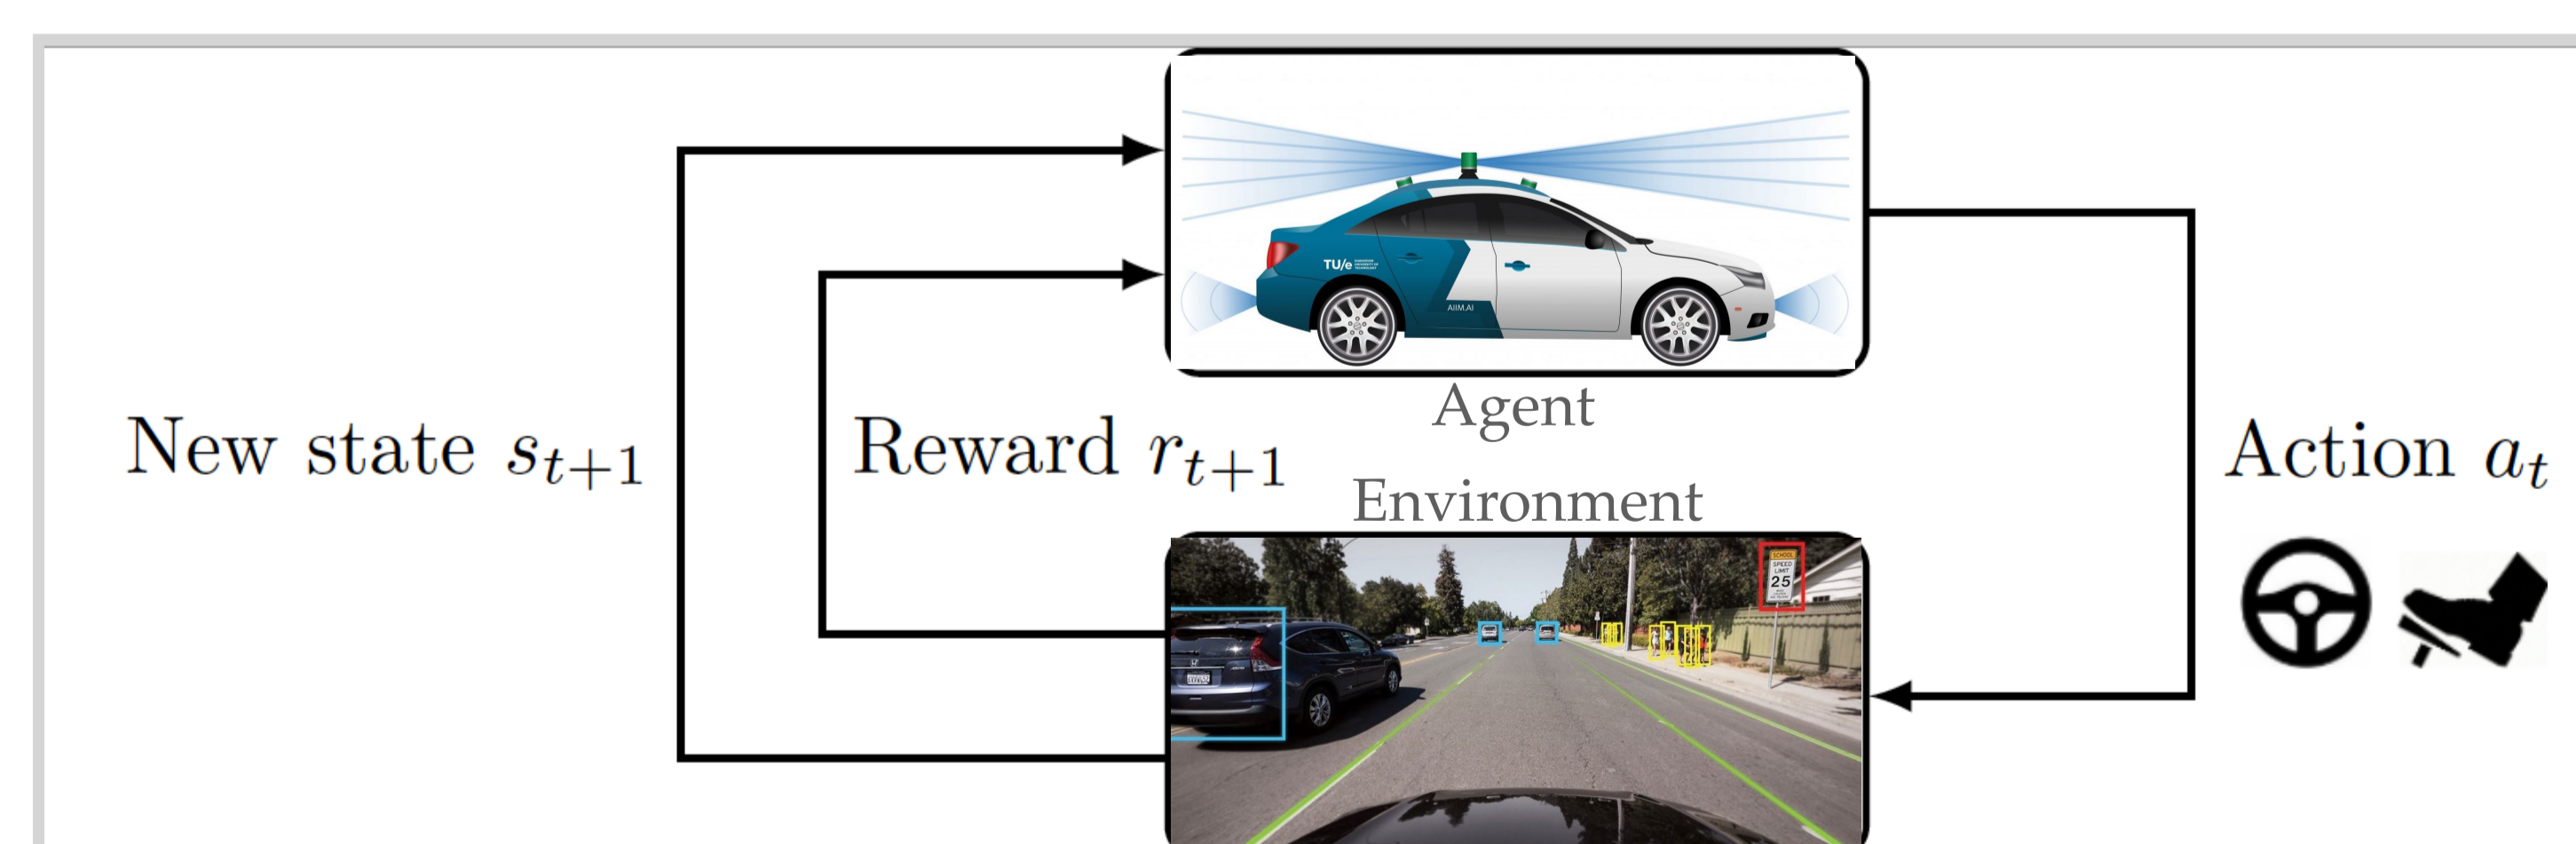 TU/e
AIIM.AI
Agent
New state s_{t+1}
Reward r_{t+1}
Action a_t
Environment
SCHOOL
SPEED
LIMIT
25